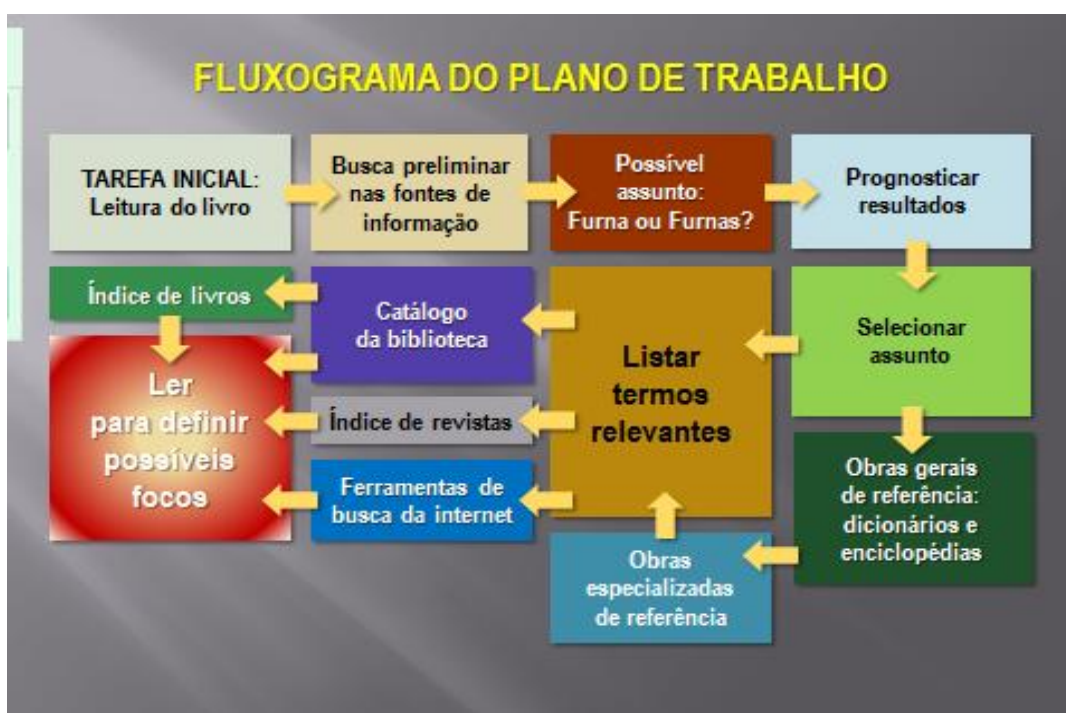 FLUXOGRAMA DO PLANO DE TRABALHO
TAREFA INICIAL:
Leitura do livro
Busca preliminar
nas fontes de
informação
Possível
assunto:
Furna ou Furnas?
Prognosticar
resultados
Índice de livros
Catálogo
da biblioteca
Listar
termos
relevantes
Selecionar
assunto
Ler
para definir
possíveis
focos
Índice de revistas
Ferramentas de
busca da internet
Obras gerais
de referência:
dicionários e
enciclopédias
Obras
especializadas
de referência